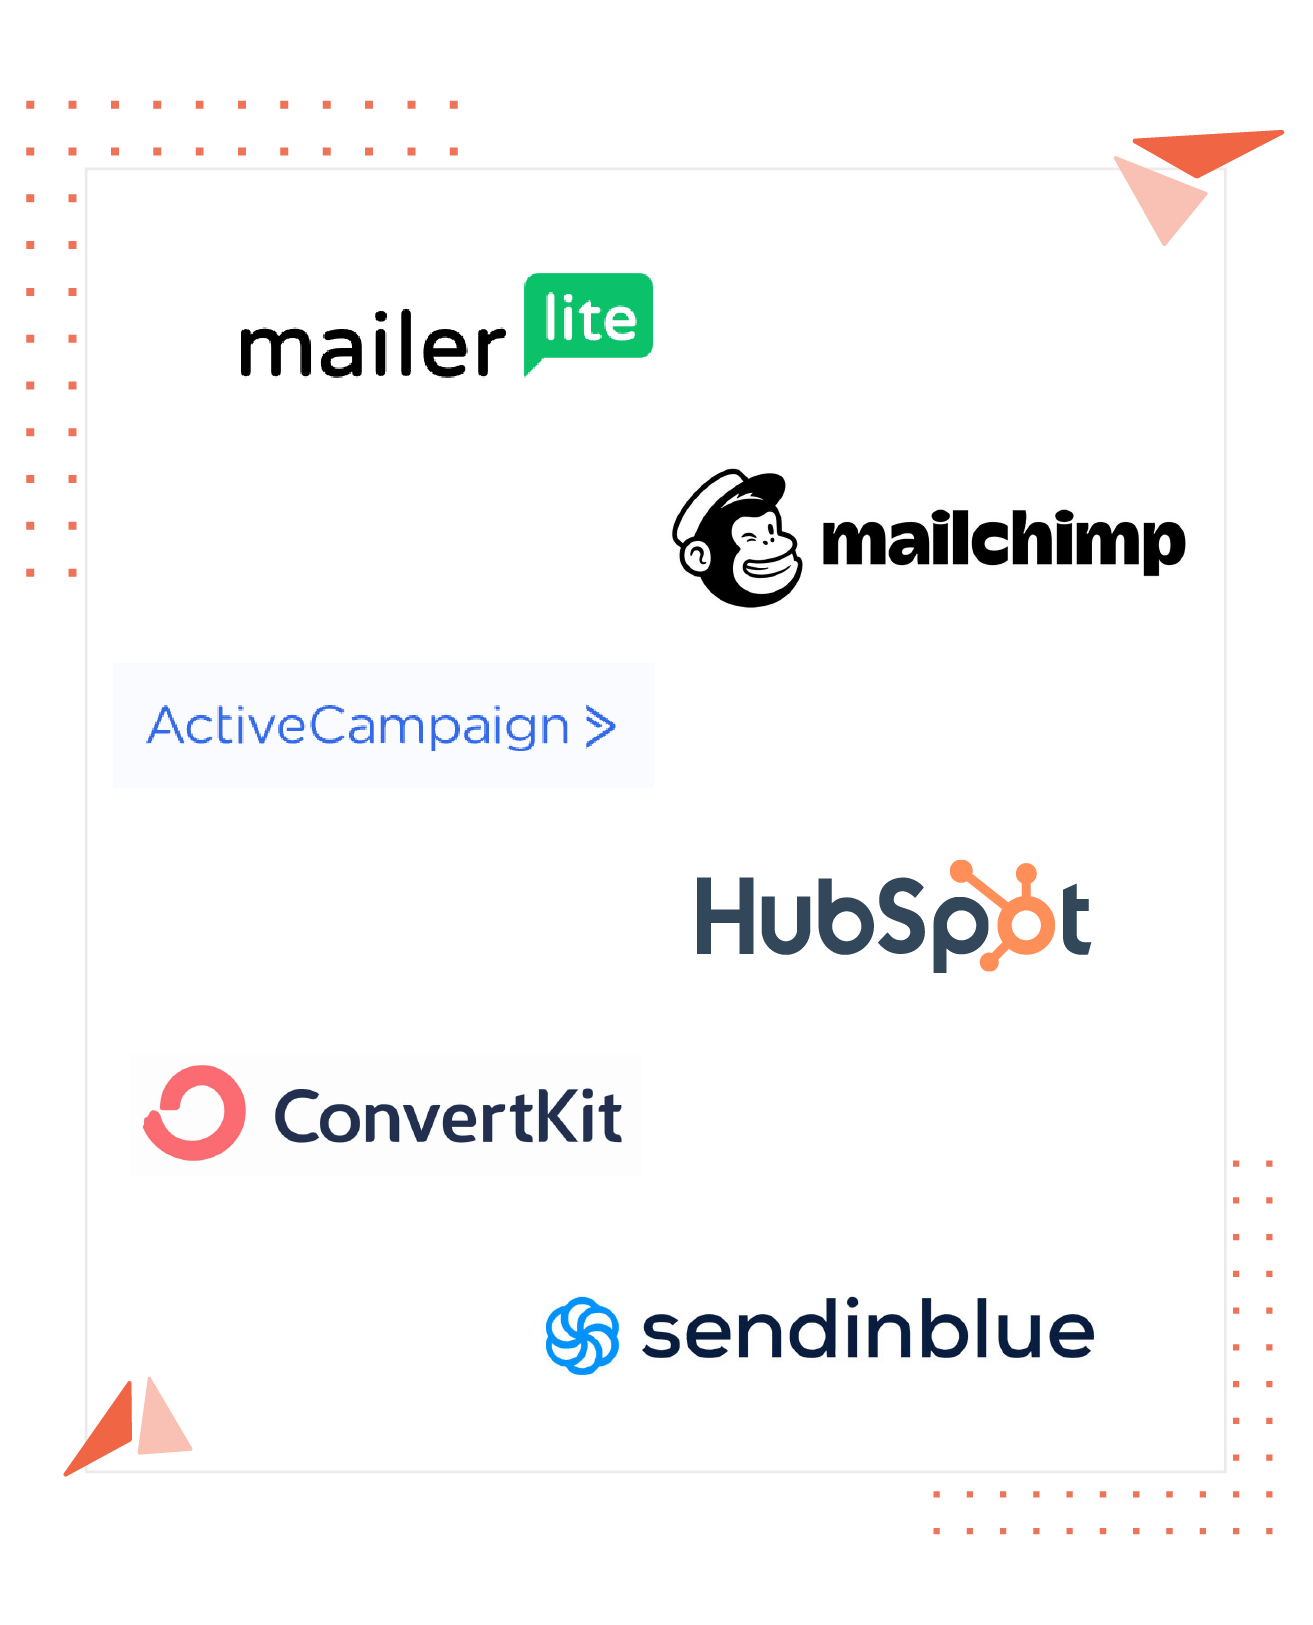 mailer lite
mailchimp
ActiveCampaign
HubSpot
ConvertKit
sendinblue